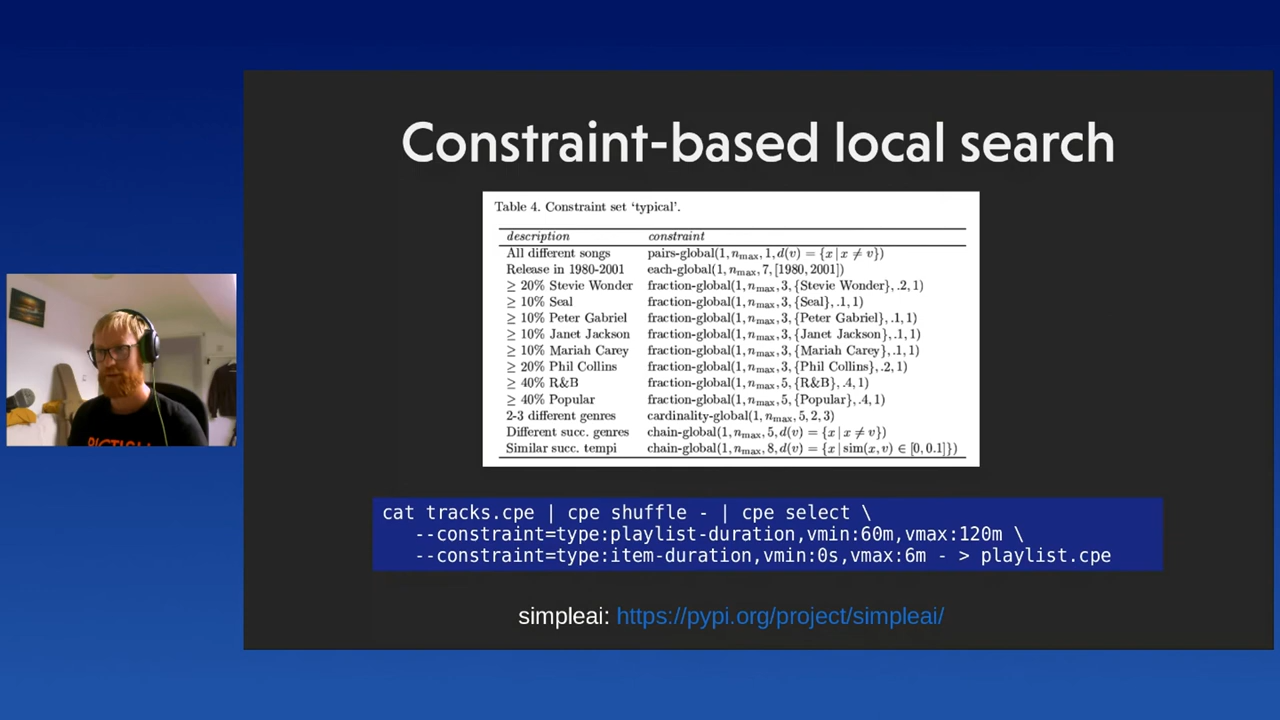 Constraint-based local search
Table 4. Constraint set ‘typical’.
description constraint
All different songs pairs-global(1, nmax, 1, d(v) = {x | x ≠ v})
Release in 1980-2001 each-global(1, nmax, 7, [1980, 2001])
≥ 20% Stevie Wonder fraction-global(1, nmax, 3, {Stevie Wonder}, .2, 1)
≥ 10% Seal fraction-global(1, nmax, 3, {Seal}, .1, 1)
≥ 10% Peter Gabriel fraction-global(1, nmax, 3, {Peter Gabriel}, .1, 1)
≥ 10% Janet Jackson fraction-global(1, nmax, 3, {Janet Jackson}, .1, 1)
≥ 10% Mariah Carey fraction-global(1, nmax, 3, {Mariah Carey}, .1, 1)
≥ 20% Phil Collins fraction-global(1, nmax, 3, {Phil Collins}, .2, 1)
≥ 40% R&B fraction-global(1, nmax, 5, {R&B}, .4, 1)
≥ 40% Popular fraction-global(1, nmax, 5, {Popular}, .4, 1)
2-3 different genres cardinality-global(1, nmax, 5, 2, 3)
Different succ. genres chain-global(1, nmax, 5, d(v) = {x | x ≠ v})
Similar succ. tempi chain-global(1, nmax, 8, d(v) = {x | sim(x, v) ∈ [0, 0.1]})
cat tracks.cpe | cpe shuffle - | cpe select \
--constraint=type:playlist-duration,vmin:60m,vmax:120m \
--constraint=type:item-duration,vmin:0s,vmax:6m - > playlist.cpe
simpleai: https://pypi.org/project/simpleai/